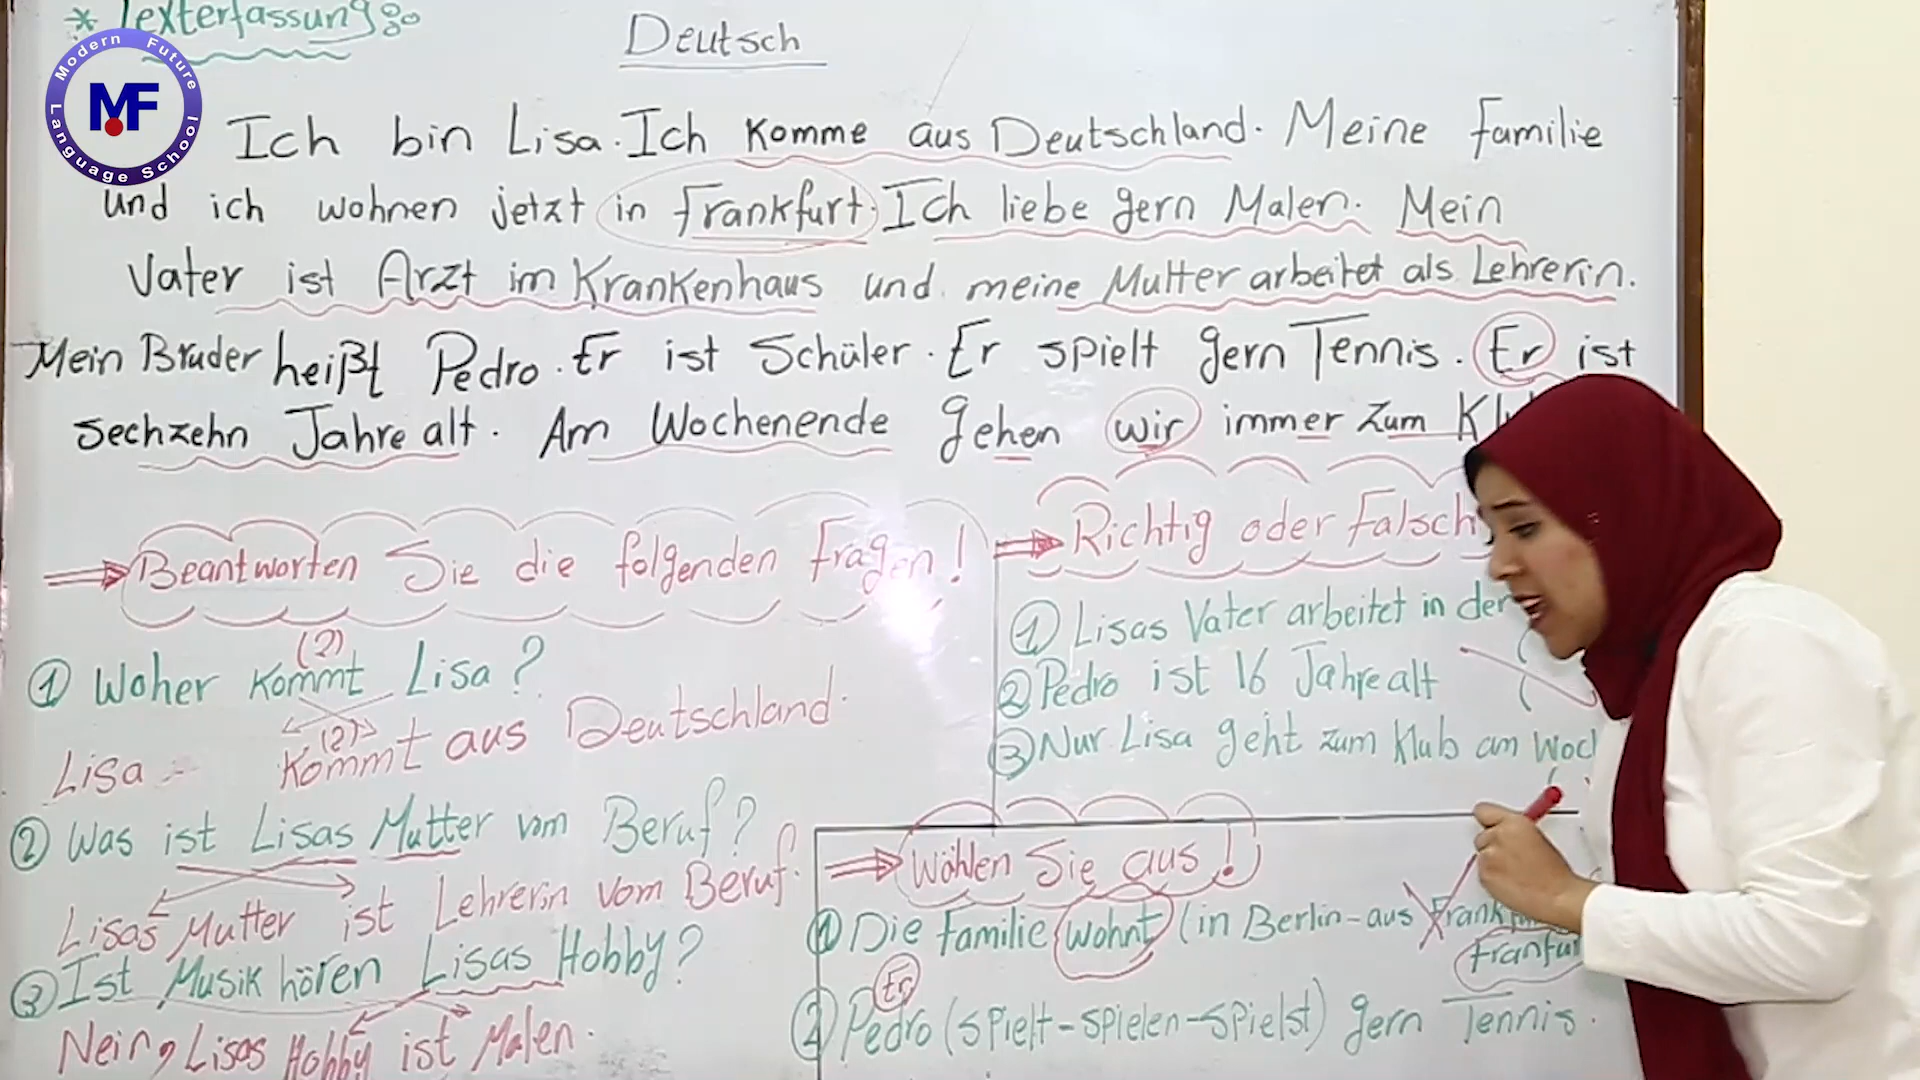 * Texterfassung:
Deutsch
Modern Future
Language School
MF
Ich bin Lisa. Ich komme aus Deutschland. Meine Familie
und ich wohnen jetzt in Frankfurt. Ich liebe gern Malen. Mein
Vater ist Arzt im Krankenhaus und meine Mutter arbeitet als Lehrerin.
Mein Bruder heißt Pedro. Er ist Schüler. Er spielt gern Tennis. Er ist
sechzehn Jahre alt. Am Wochenende gehen wir immer zum
Beantworten Sie die folgenden Fragen!
① Woher kommt Lisa?
(2)
Lisa kommt aus Deutschland.
(2)
② Was ist Lisas Mutter vom Beruf?
Lisas Mutter ist Lehrerin vom Beruf.
③ Ist Musik hören Lisas Hobby?
Nein, Lisas Hobby ist Malen.
Richtig oder Falsch
① Lisas Vater arbeitet in der
② Pedro ist 16 Jahre alt
③ Nur Lisa geht zum Klub am
Wählen Sie aus!
① Die Familie wohnt (in Berlin - aus
Er
② Pedro (spielt - spielen - spielst) gern Tennis.